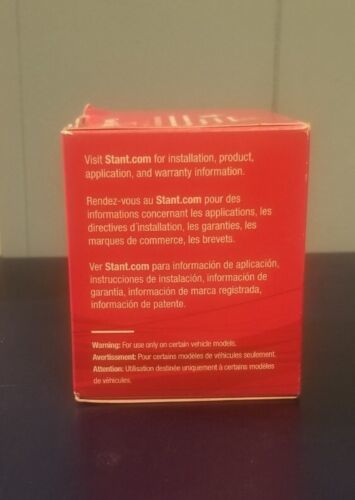 Visit Stant.com for installation, product,
application, and warranty information.
Rendez-vous au Stant.com pour des
informations concernant les applications, les
directives d'installation, les garanties, les
marques de commerce, les brevets.
Ver Stant.com para información de aplicación,
instrucciones de instalación, información de
garantia, información de marca registrada,
información de patente.
Warning: For use only on certain vehicle models.
Avertissment: Pour certains modèles de véhicules seulement.
Attention: Utilisation destinée uniquement à certains modèles
de véhicules.